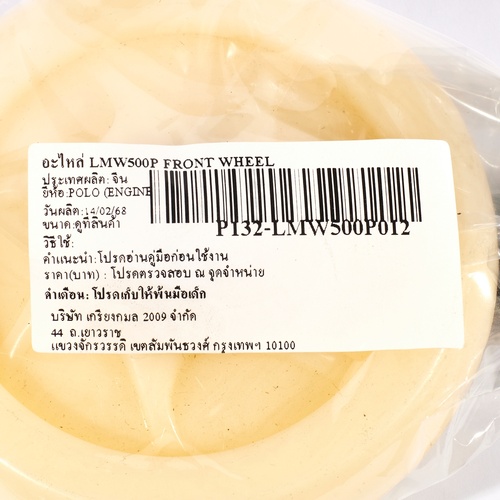 อะไหล่ LMW500P FRONT WHEEL
ประเทศผลิต: จีน
ยี่ห้อ:POLO (ENGINE
วันผลิต:14/02/68
ขนาด:ดูที่สินค้า
P132-LMW500P012
วิธีใช้:
คำแนะนำ: โปรดอ่านคู่มือก่อนใช้งาน
ราคา(บาท) : โปรดตรวจสอบ ณ จุดจำหน่าย
คำเตือน: โปรดเก็บให้พ้นมือเด็ก
บริษัท เกรียงกมล 2009 จำกัด
44 ถ.เยาวราช
แขวงจักรวรรดิ เขตสัมพันธวงศ์ กรุงเทพฯ 10100